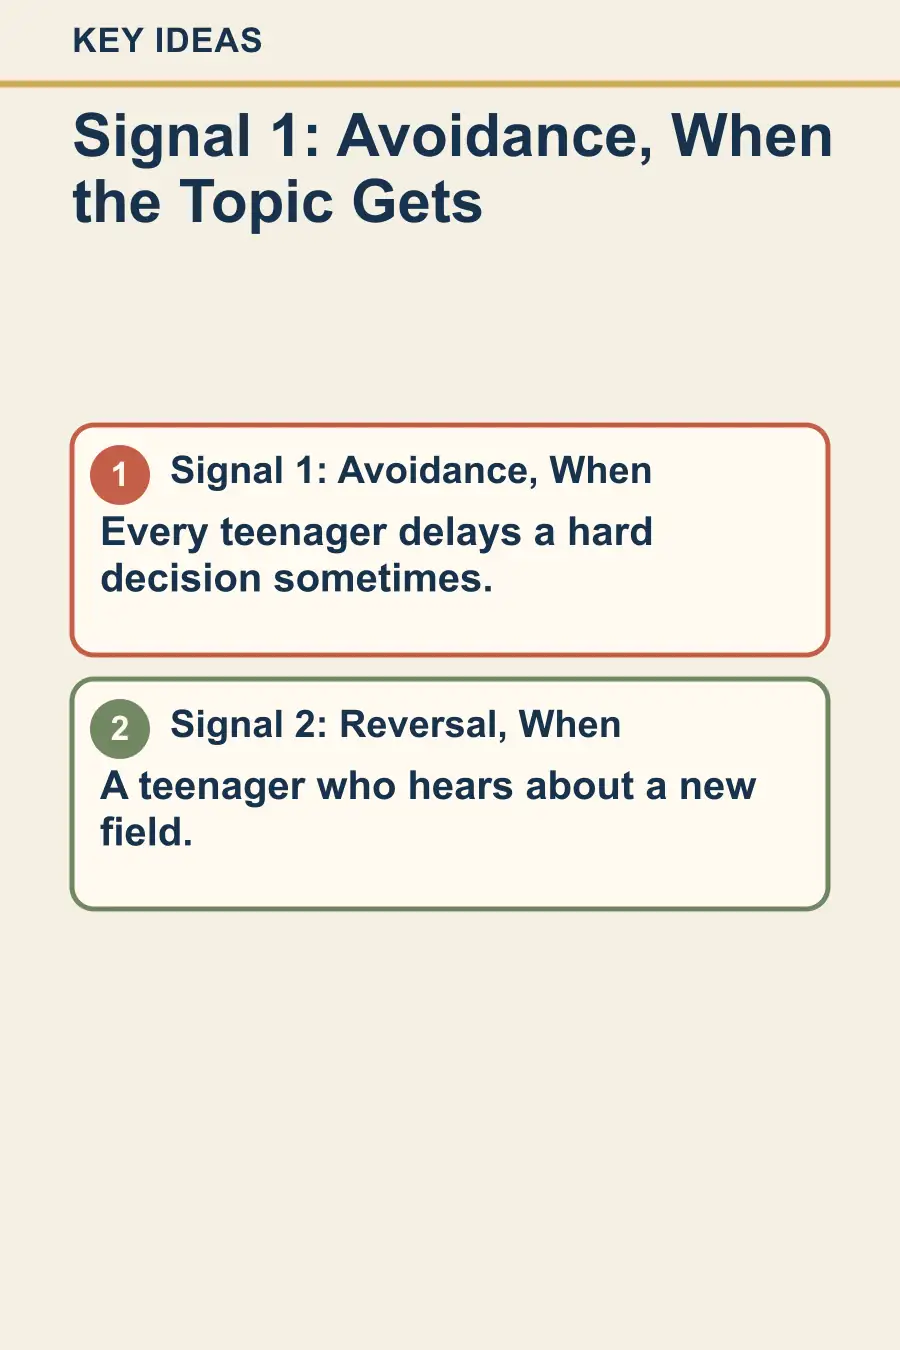 KEY IDEAS
Signal 1: Avoidance, When
the Topic Gets
1
Signal 1: Avoidance, When
Every teenager delays a hard
decision sometimes.
2
Signal 2: Reversal, When
A teenager who hears about a new
field.